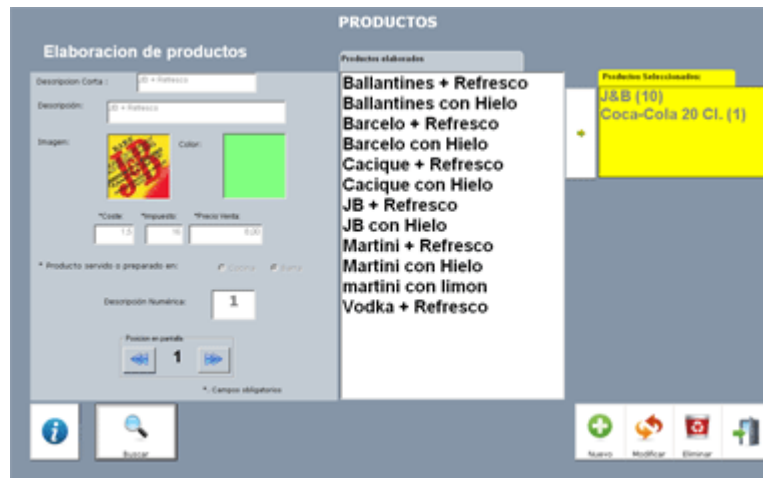 PRODUCTOS
Elaboracion de productos
Descripcion Corta :
JB + Refresco
Descripción:
JB + Refresco
Imagen:
JB
Color:
*Coste:
*Impuesto:
*Precio Venta:
1,5
16
6,00
* Producto servido o preparado en:
Cocina
Barra
Descripción Numérica:
1
Posicion en pantalla
1
*. Campos obligatorios
Buscar
Productos elaborados
Ballantines + Refresco
Ballantines con Hielo
Barcelo + Refresco
Barcelo con Hielo
Cacique + Refresco
Cacique con Hielo
JB + Refresco
JB con Hielo
Martini + Refresco
Martini con Hielo
martini con limon
Vodka + Refresco
Productos Seleccionados:
J&B (10)
Coca-Cola 20 Cl. (1)
Nuevo
Modificar
Eliminar